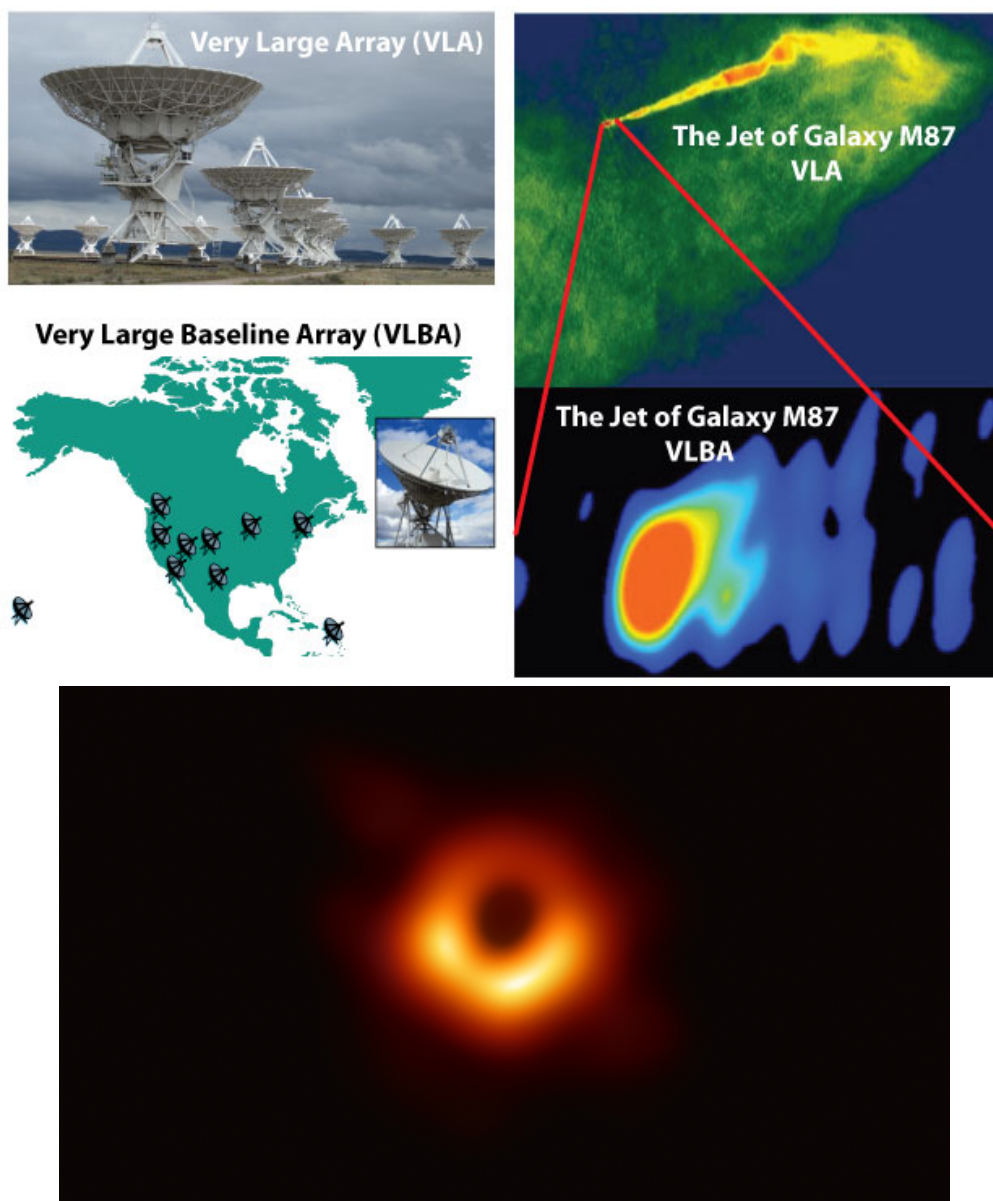 Very Large Array (VLA)
The Jet of Galaxy M87
VLA
Very Large Baseline Array (VLBA)
The Jet of Galaxy M87
VLBA